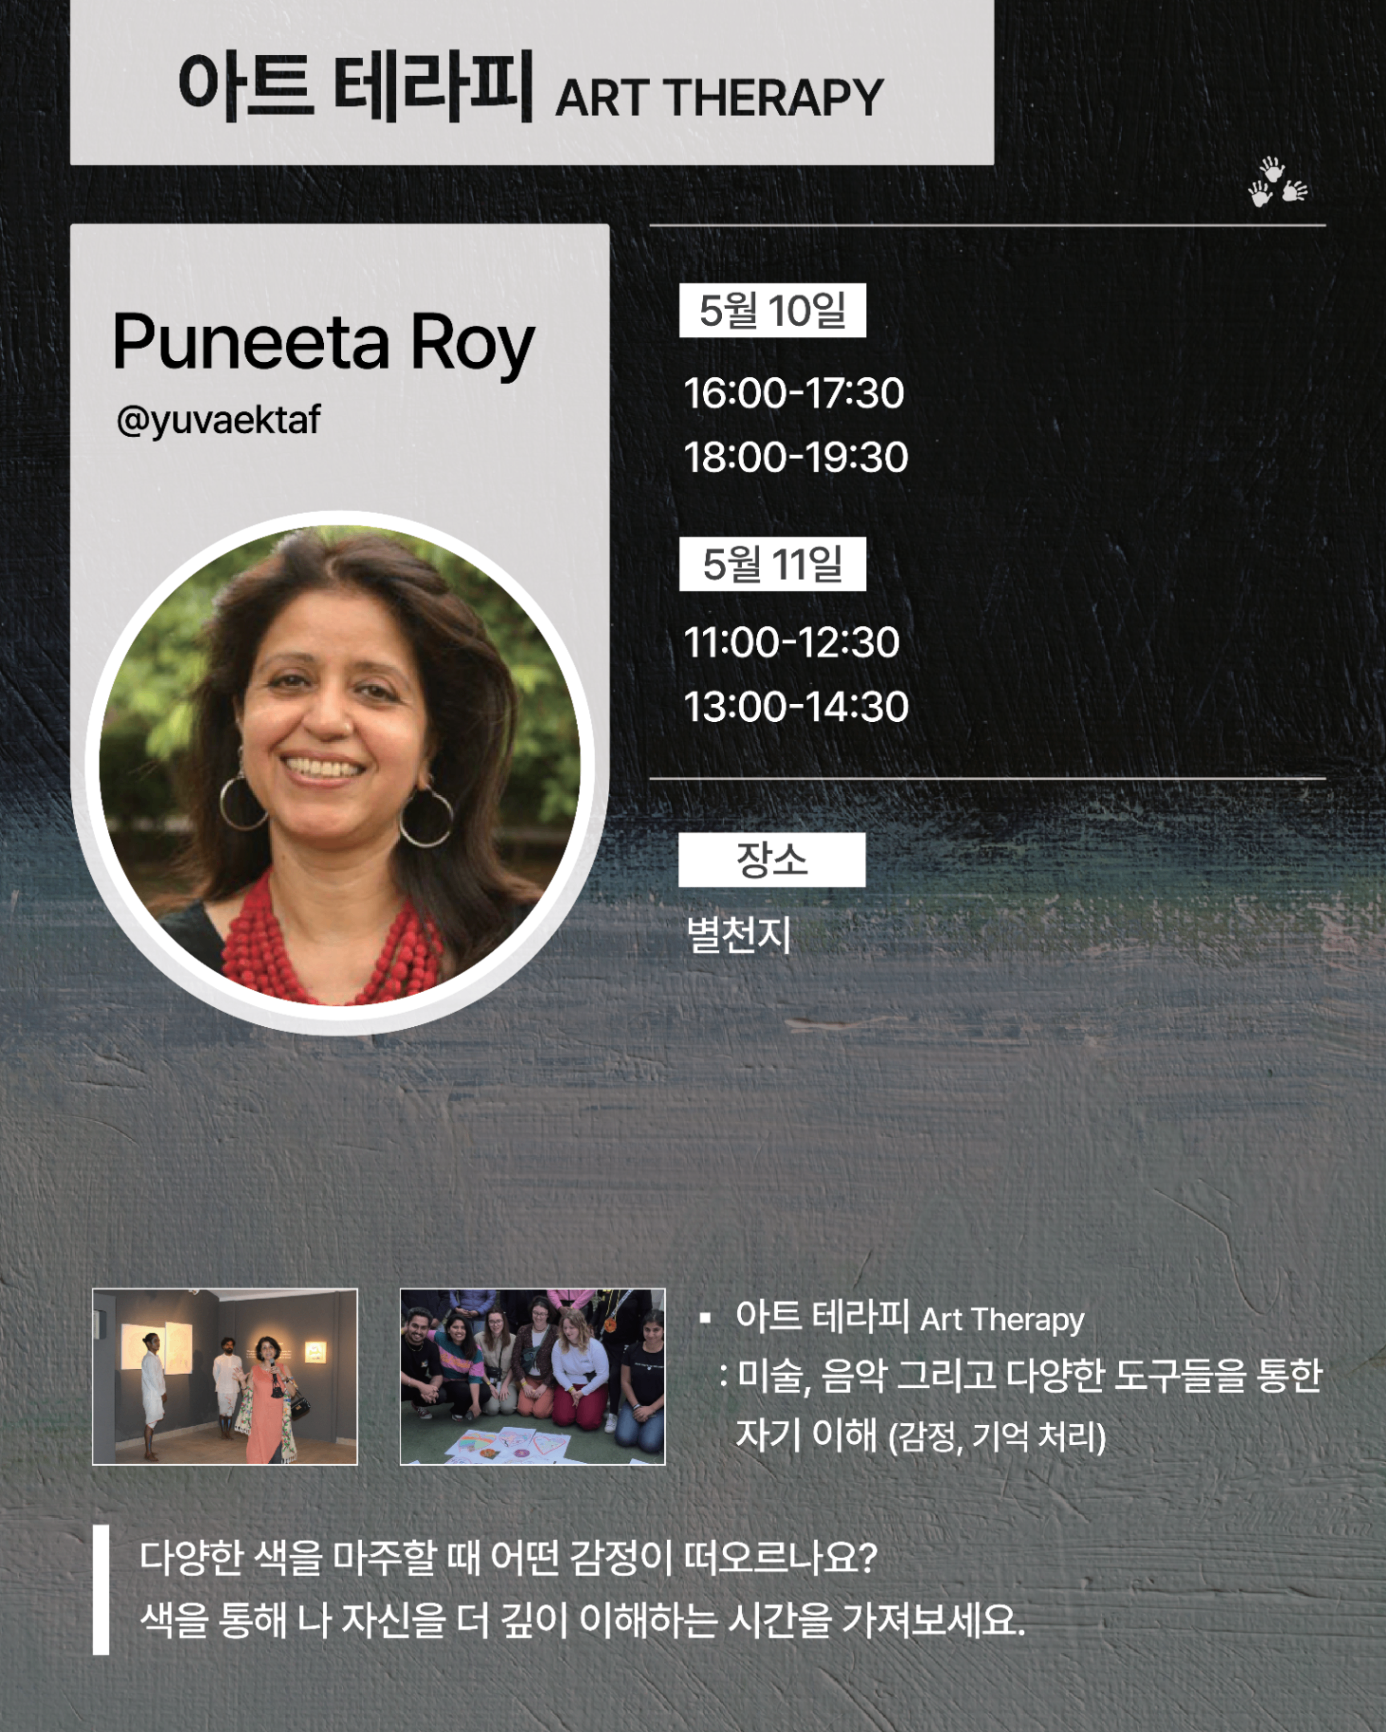 아트 테라피 ART THERAPY
Puneeta Roy
@yuvaektaf
5월 10일
16:00-17:30
18:00-19:30
5월 11일
11:00-12:30
13:00-14:30
장소
별천지
▪ 아트 테라피 Art Therapy
: 미술, 음악 그리고 다양한 도구들을 통한
자기 이해 (감정, 기억 처리)
다양한 색을 마주할 때 어떤 감정이 떠오르나요?
색을 통해 나 자신을 더 깊이 이해하는 시간을 가져보세요.